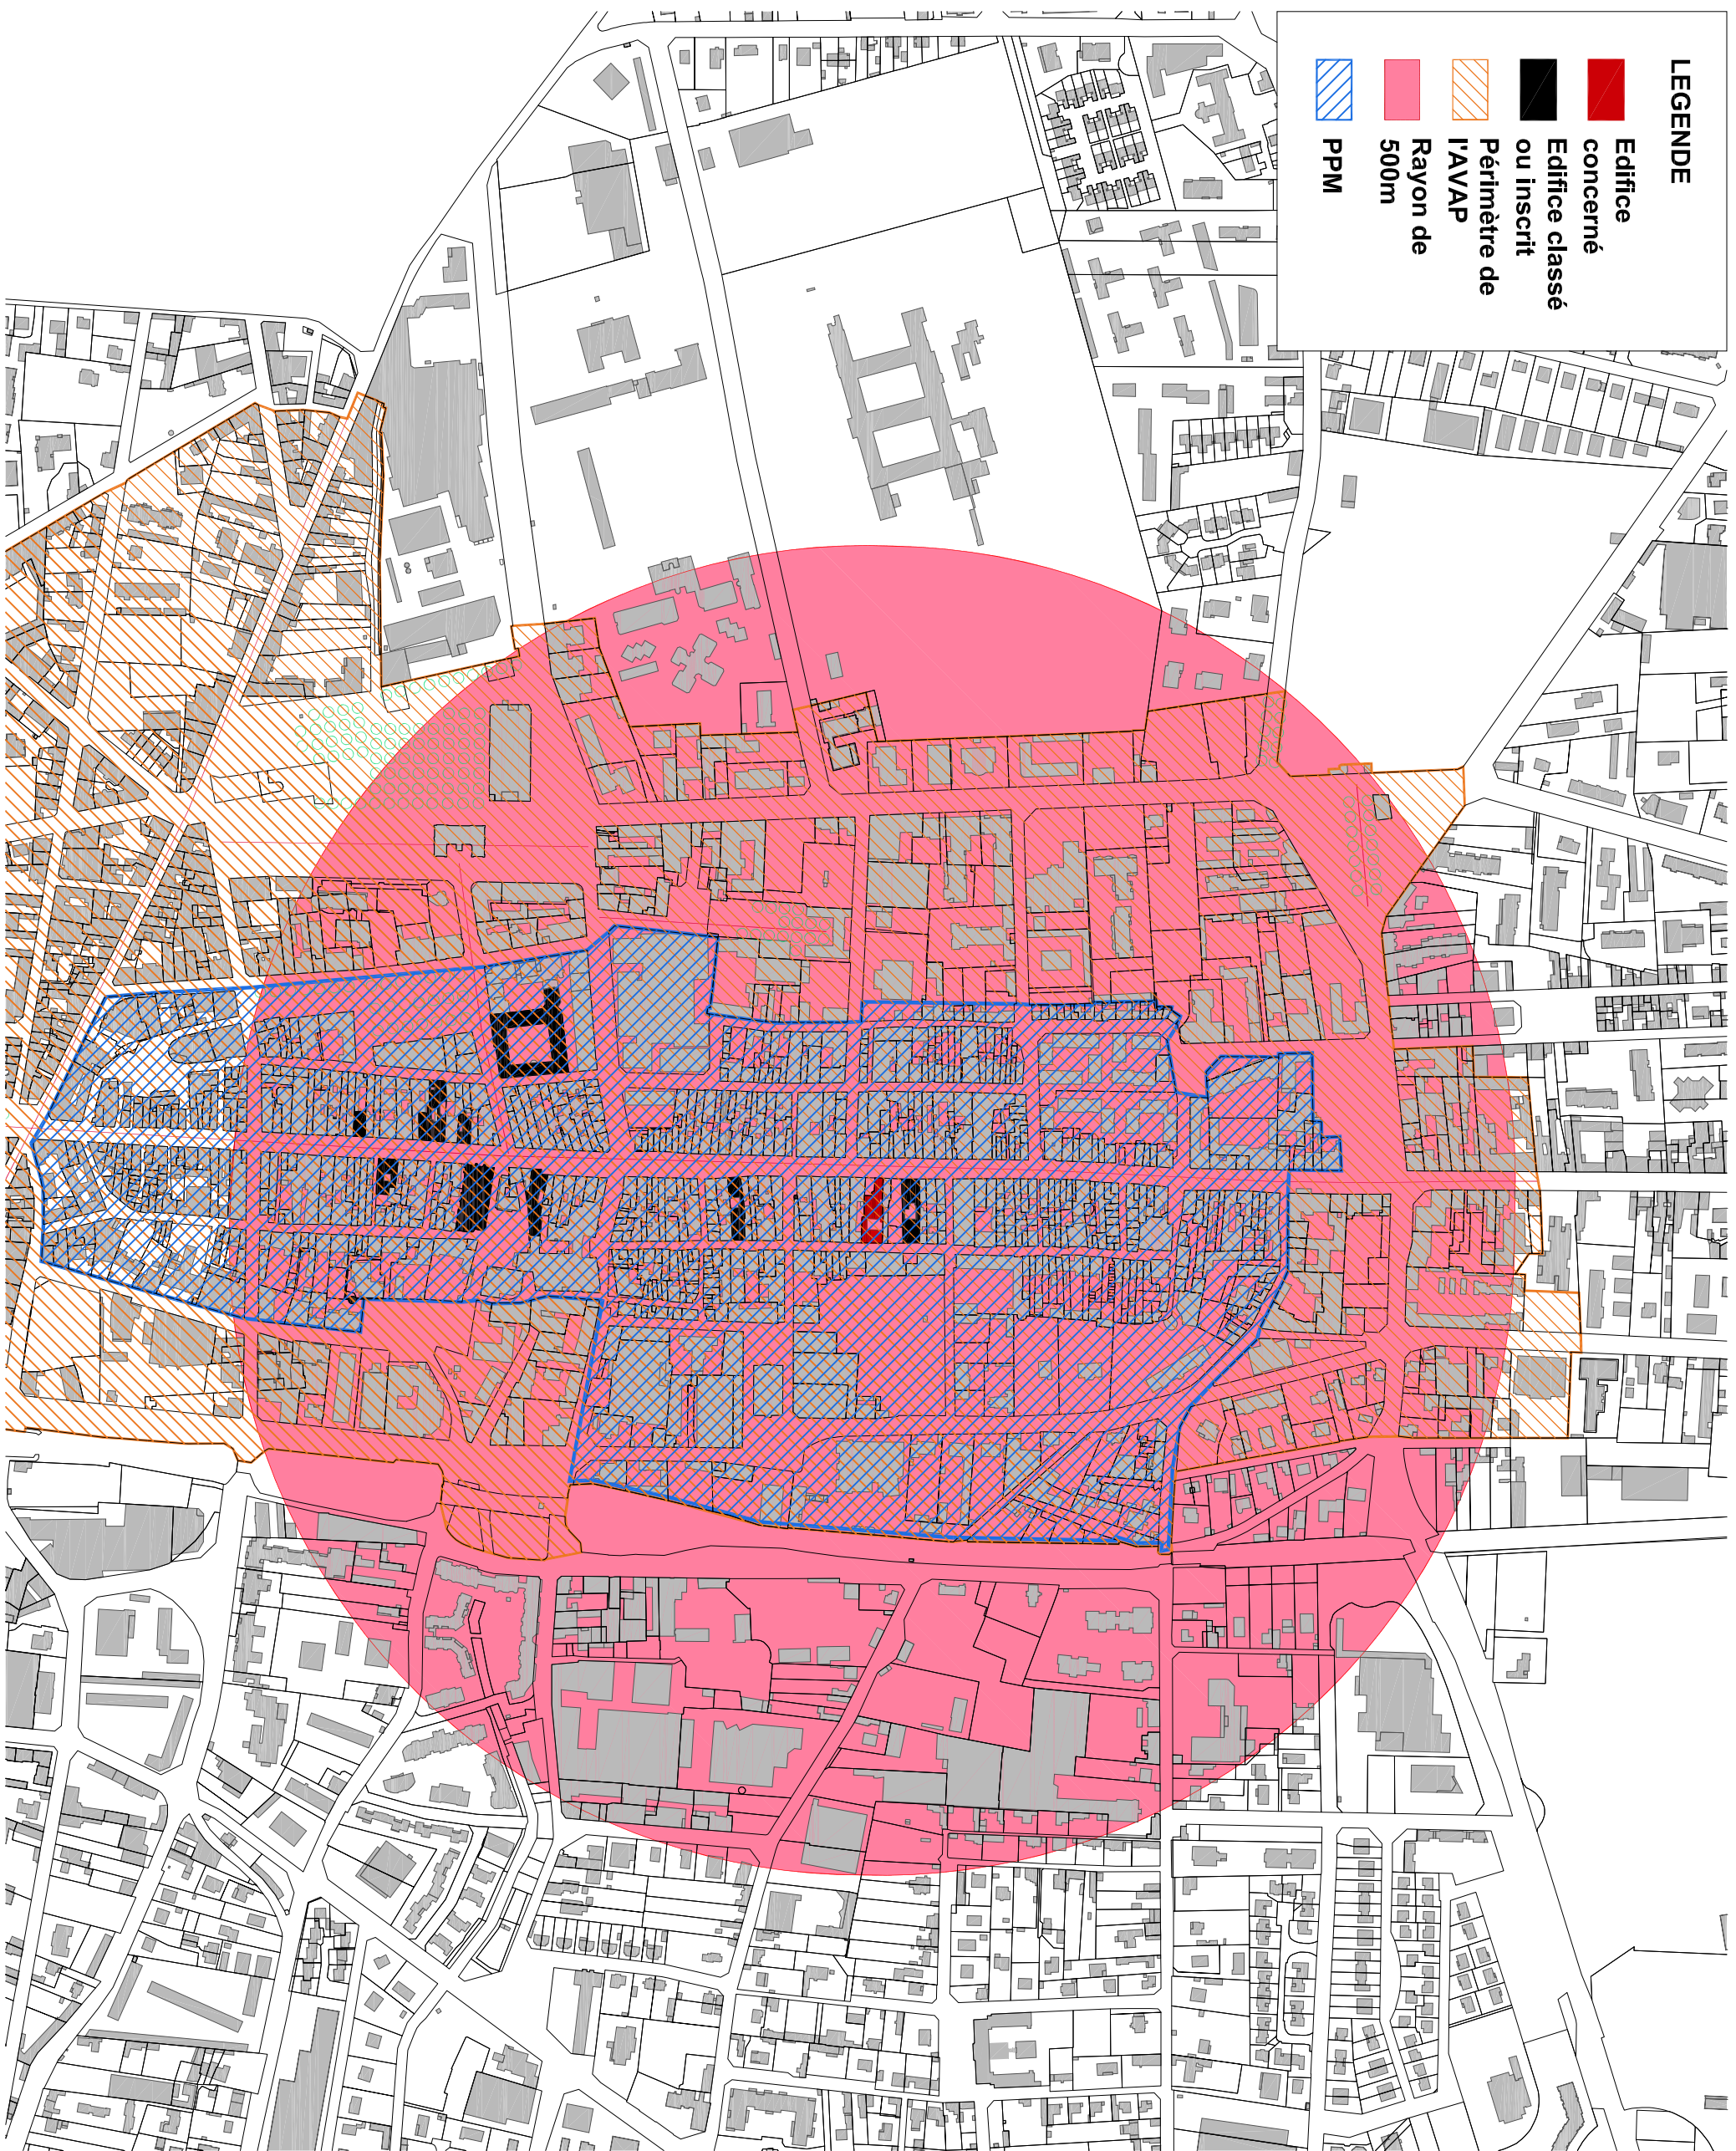 LEGENDE
Edifice
concerné
Edifice classé
ou inscrit
Périmètre de
l'AVAP
Rayon de
500m
PPM